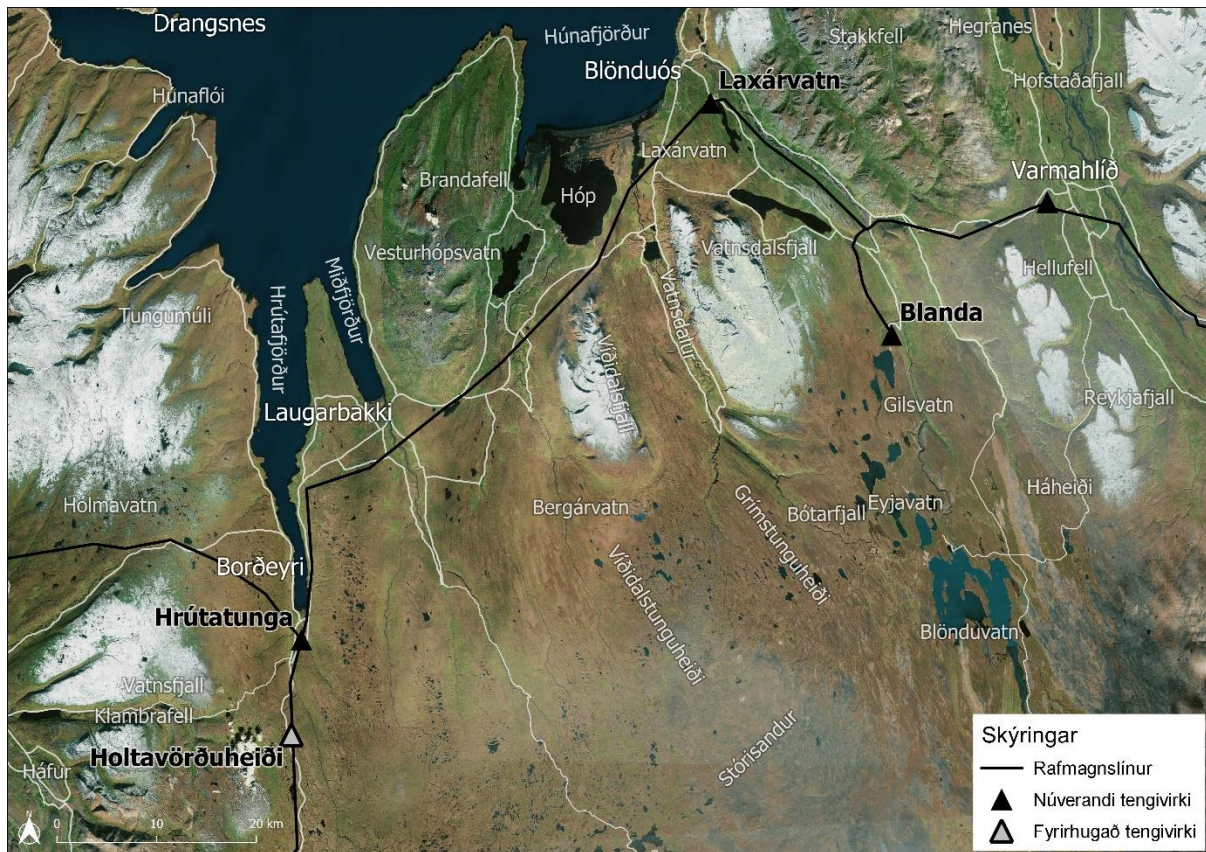 Drangsnes
Húnafjörður
Stakkfell
Hegranes
Blönduós
Laxárvatn
Hofstaðafjall
Húnaflói
Laxárvatn
Brandafell
Hóp
Varmahlíð
Vesturhópsvatn
Vatnsdalsfjall
Hellufell
Miðfjörður
Vatnsdalur
Hrútafjörður
Tungumúli
Blanda
Víðidalsfjall
Laugarbakki
Gilsvatn
Reykjafjall
Hólmavatn
Bergárvatn
Grímstunguheiði
Bótarfjall
Eyjavatn
Háheiði
Borðeyri
Víðidalstunguheiði
Hrútatunga
Blönduvatn
Vatnsfjall
Klambrafell
Stórisandur
Holtavörðuheiði
Háfur
0 10 20 km
Skýringar
Rafmagnslínur
Núverandi tengivirki
Fyrirhugað tengivirki